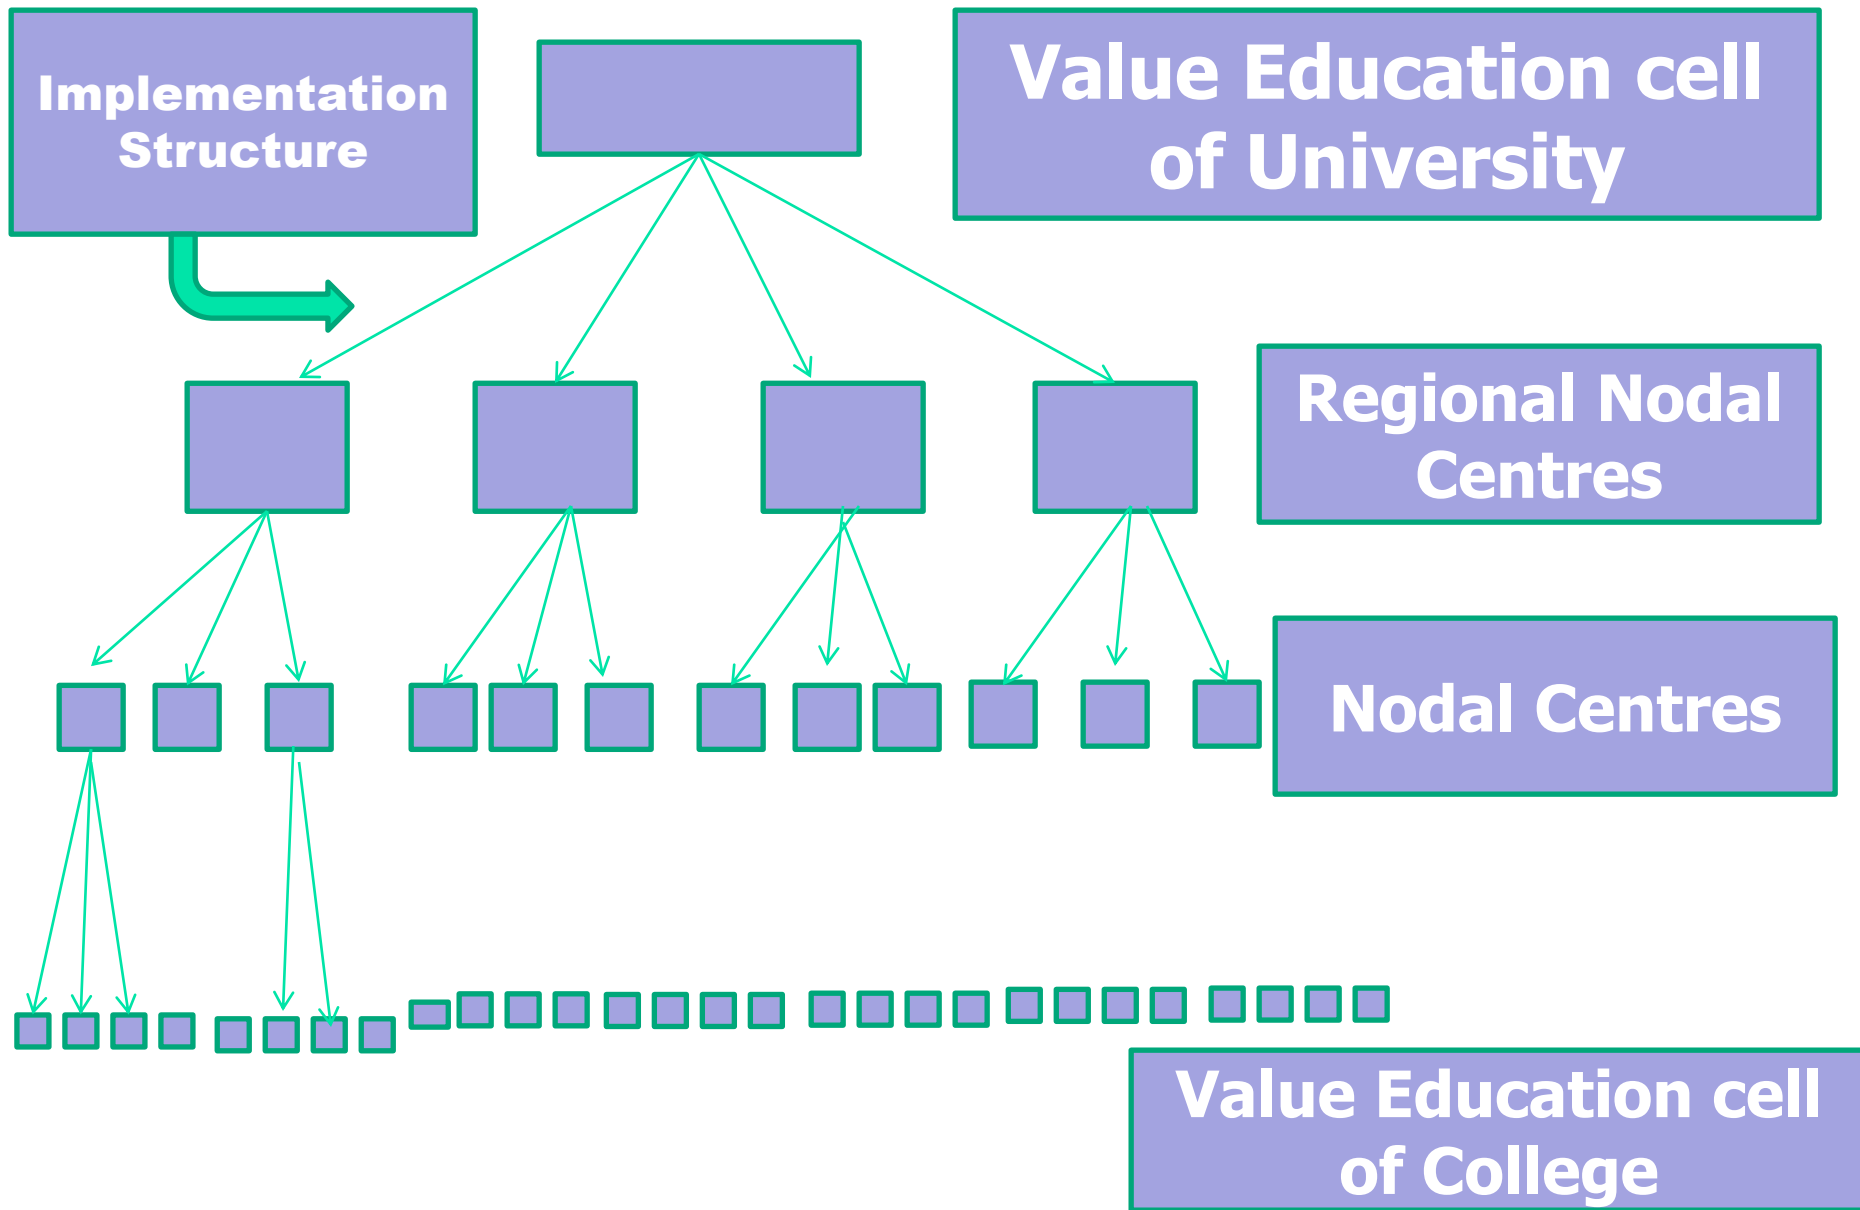 Implementation
Structure
Value Education cell
of University
Regional Nodal
Centres
Nodal Centres
Value Education cell
of College